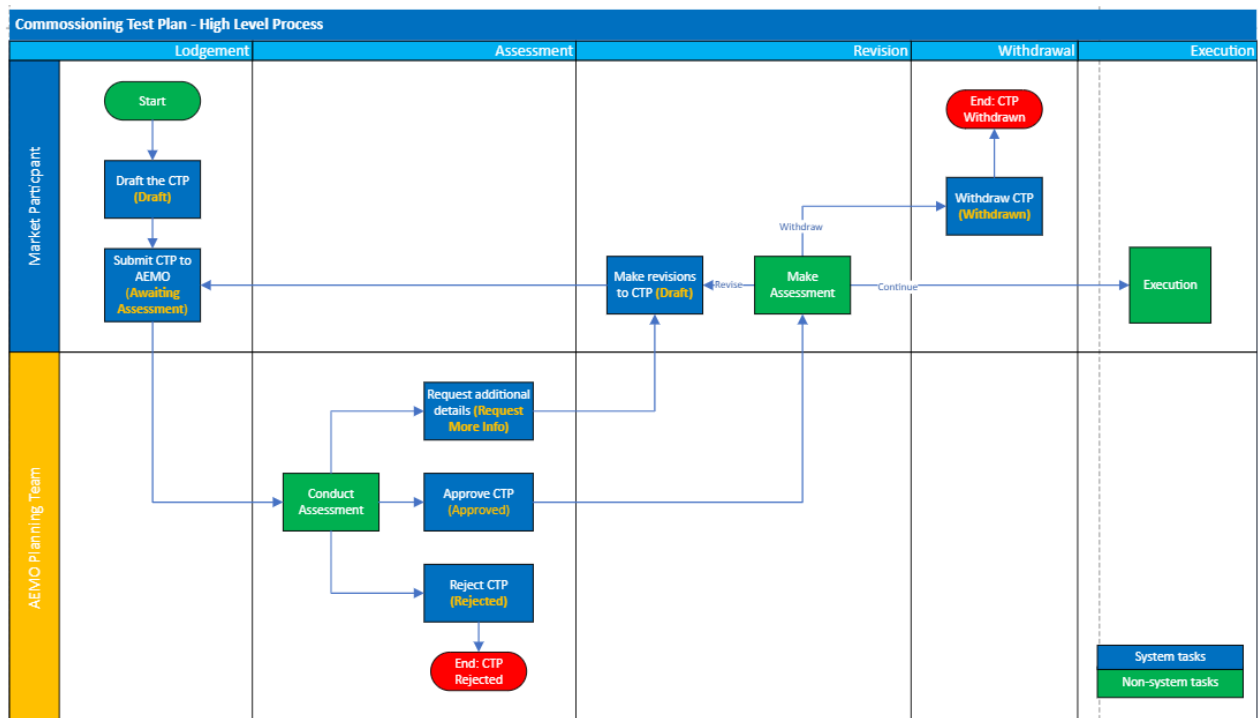 Commossioning Test Plan - High Level Process
Lodgement
Assessment
Revision
Withdrawal
Execution
Market Particpant
Start
Draft the CTP
(Draft)
Submit CTP to
AEMO
(Awaiting
Assessment)
Make revisions
to CTP (Draft)
Revise
Make
Assessment
Withdraw
Continue
End: CTP
Withdrawn
Withdraw CTP
(Withdrawn)
Execution
AEMO Planning Team
Conduct
Assessment
Request additional
details (Request
More Info)
Approve CTP
(Approved)
Reject CTP
(Rejected)
End: CTP
Rejected
System tasks
Non-system tasks